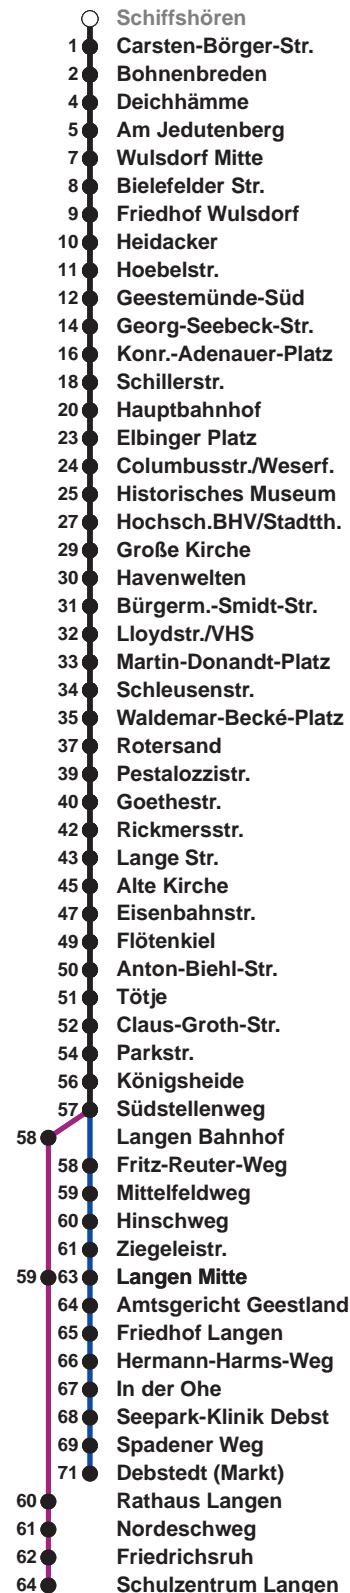 Schiffshören
1 Carsten-Börger-Str.
2 Bohnenbreden
4 Deichhämme
5 Am Jedutenberg
7 Wulsdorf Mitte
8 Bielefelder Str.
9 Friedhof Wulsdorf
10 Heidacker
11 Hoebelstr.
12 Geestemünde-Süd
14 Georg-Seebeck-Str.
16 Konr.-Adenauer-Platz
18 Schillerstr.
20 Hauptbahnhof
23 Elbinger Platz
24 Columbusstr./Weserf.
25 Historisches Museum
27 Hochsch.BHV/Stadtth.
29 Große Kirche
30 Havenwelten
31 Bürgerm.-Smidt-Str.
32 Lloydstr./VHS
33 Martin-Donandt-Platz
34 Schleusenstr.
35 Waldemar-Becké-Platz
37 Rotersand
39 Pestalozzistr.
40 Goethestr.
42 Rickmersstr.
43 Lange Str.
45 Alte Kirche
47 Eisenbahnstr.
49 Flötenkiel
50 Anton-Biehl-Str.
51 Tötje
52 Claus-Groth-Str.
54 Parkstr.
56 Königsheide
57 Südstellenweg
58 Langen Bahnhof
58 Fritz-Reuter-Weg
59 Mittelfeldweg
60 Hinschweg
61 Ziegeleistr.
59 63 Langen Mitte
64 Amtsgericht Geestland
65 Friedhof Langen
66 Hermann-Harms-Weg
67 In der Ohe
68 Seepark-Klinik Debst
69 Spadener Weg
71 Debstedt (Markt)
60 Rathaus Langen
61 Nordeschweg
62 Friedrichsruh
64 Schulzentrum Langen